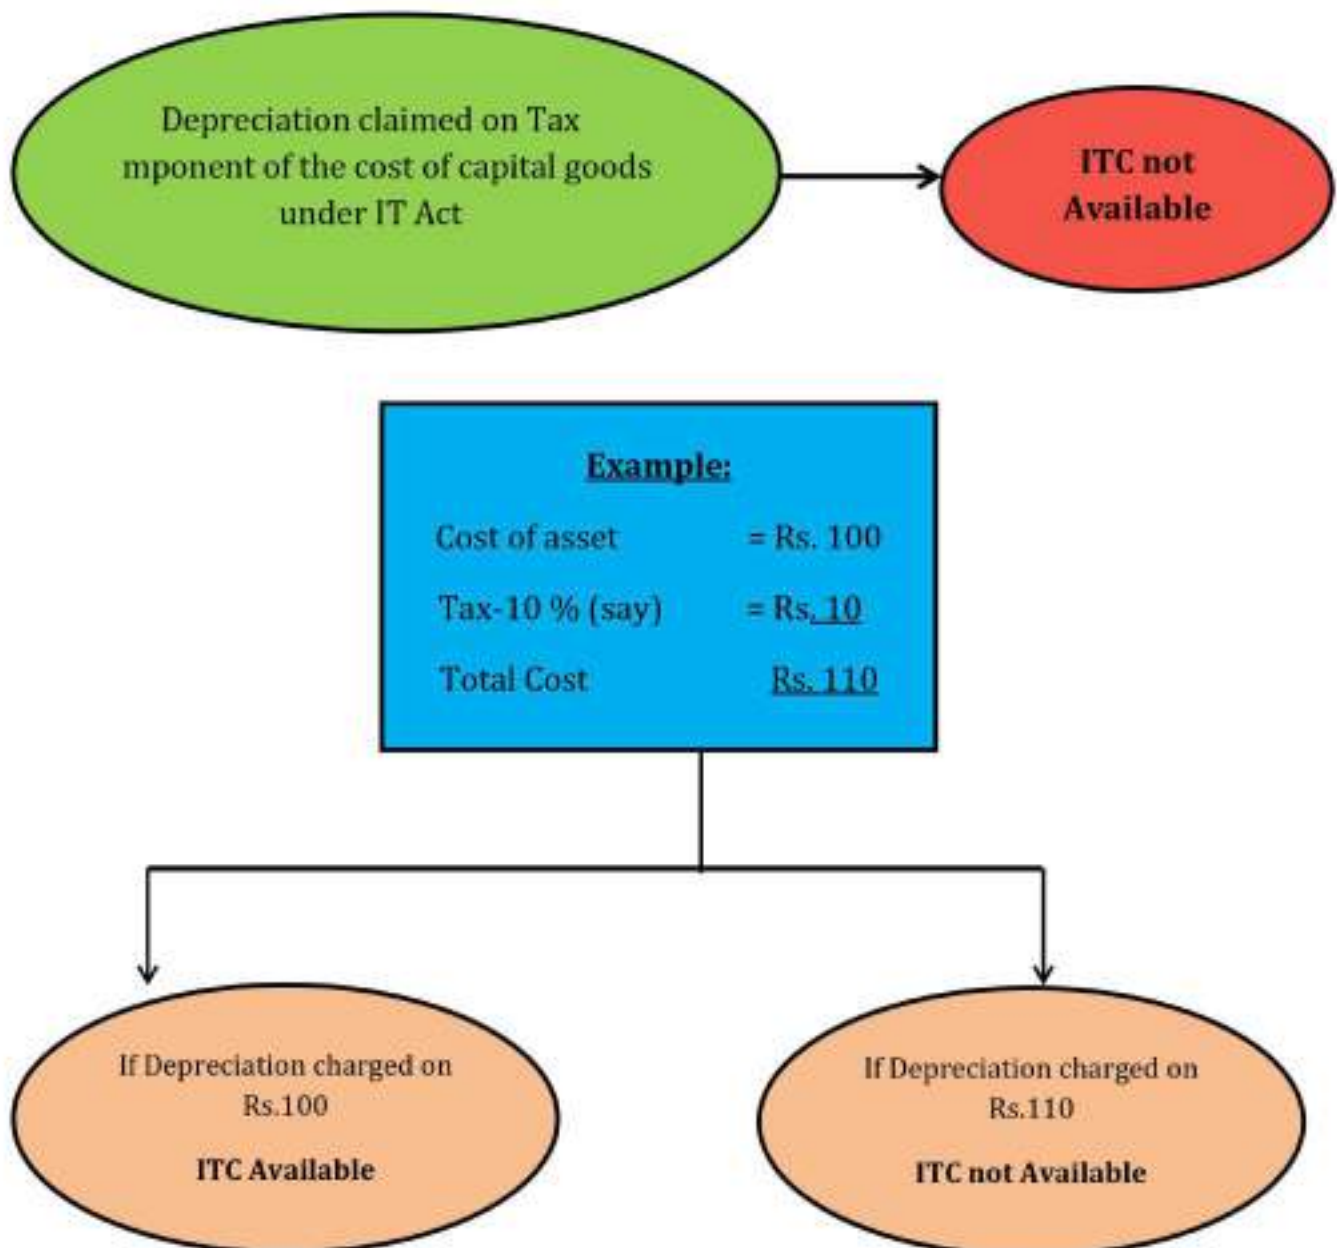 Depreciation claimed on Tax
mponent of the cost of capital goods
under IT Act
ITC not
Available
Example:
Cost of asset = Rs. 100
Tax-10 % (say) = Rs. 10
Total Cost Rs. 110
If Depreciation charged on
Rs.100
ITC Available
If Depreciation charged on
Rs.110
ITC not Available